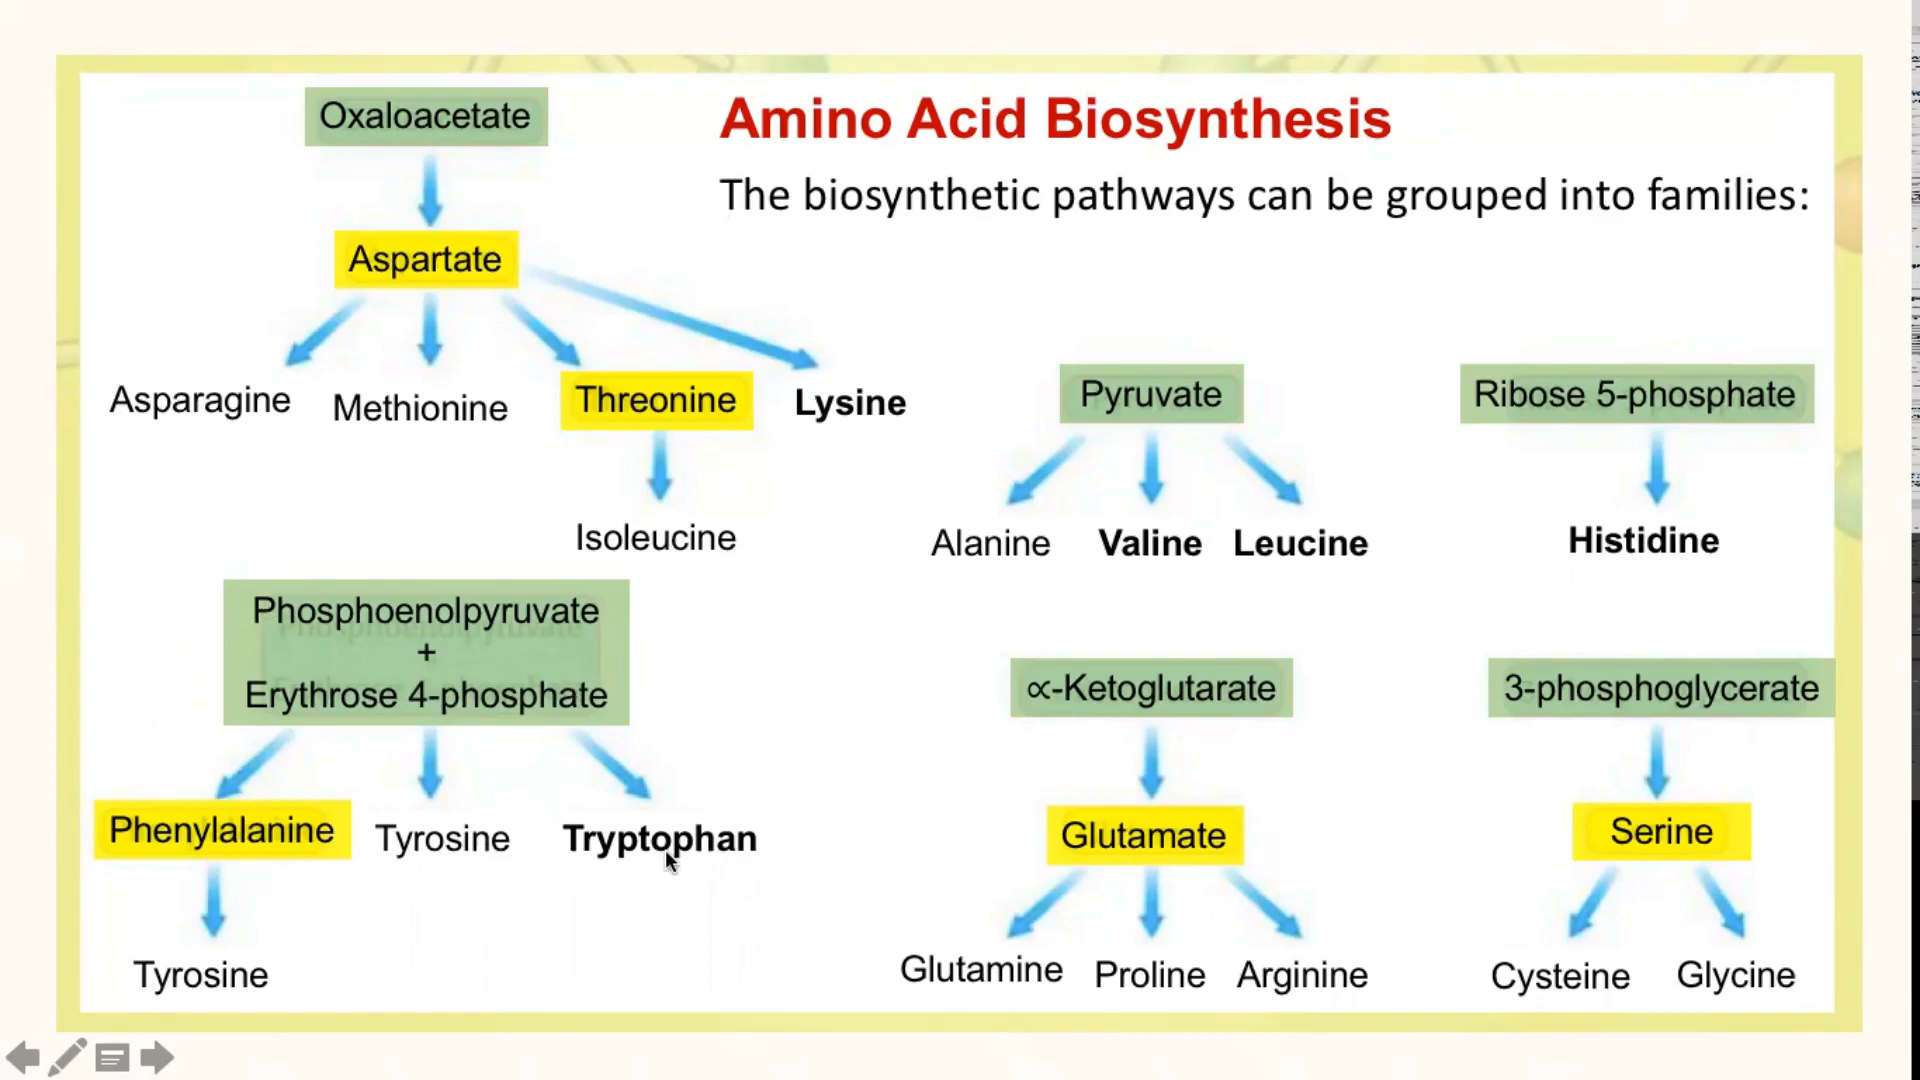 Amino Acid Biosynthesis
The biosynthetic pathways can be grouped into families:
Oxaloacetate
Aspartate
Asparagine
Methionine
Threonine
Lysine
Isoleucine
Pyruvate
Alanine
Valine
Leucine
Ribose 5-phosphate
Histidine
Phosphoenolpyruvate
+
Erythrose 4-phosphate
Phenylalanine
Tyrosine
Tryptophan
Tyrosine
∝-Ketoglutarate
Glutamate
Glutamine
Proline
Arginine
3-phosphoglycerate
Serine
Cysteine
Glycine